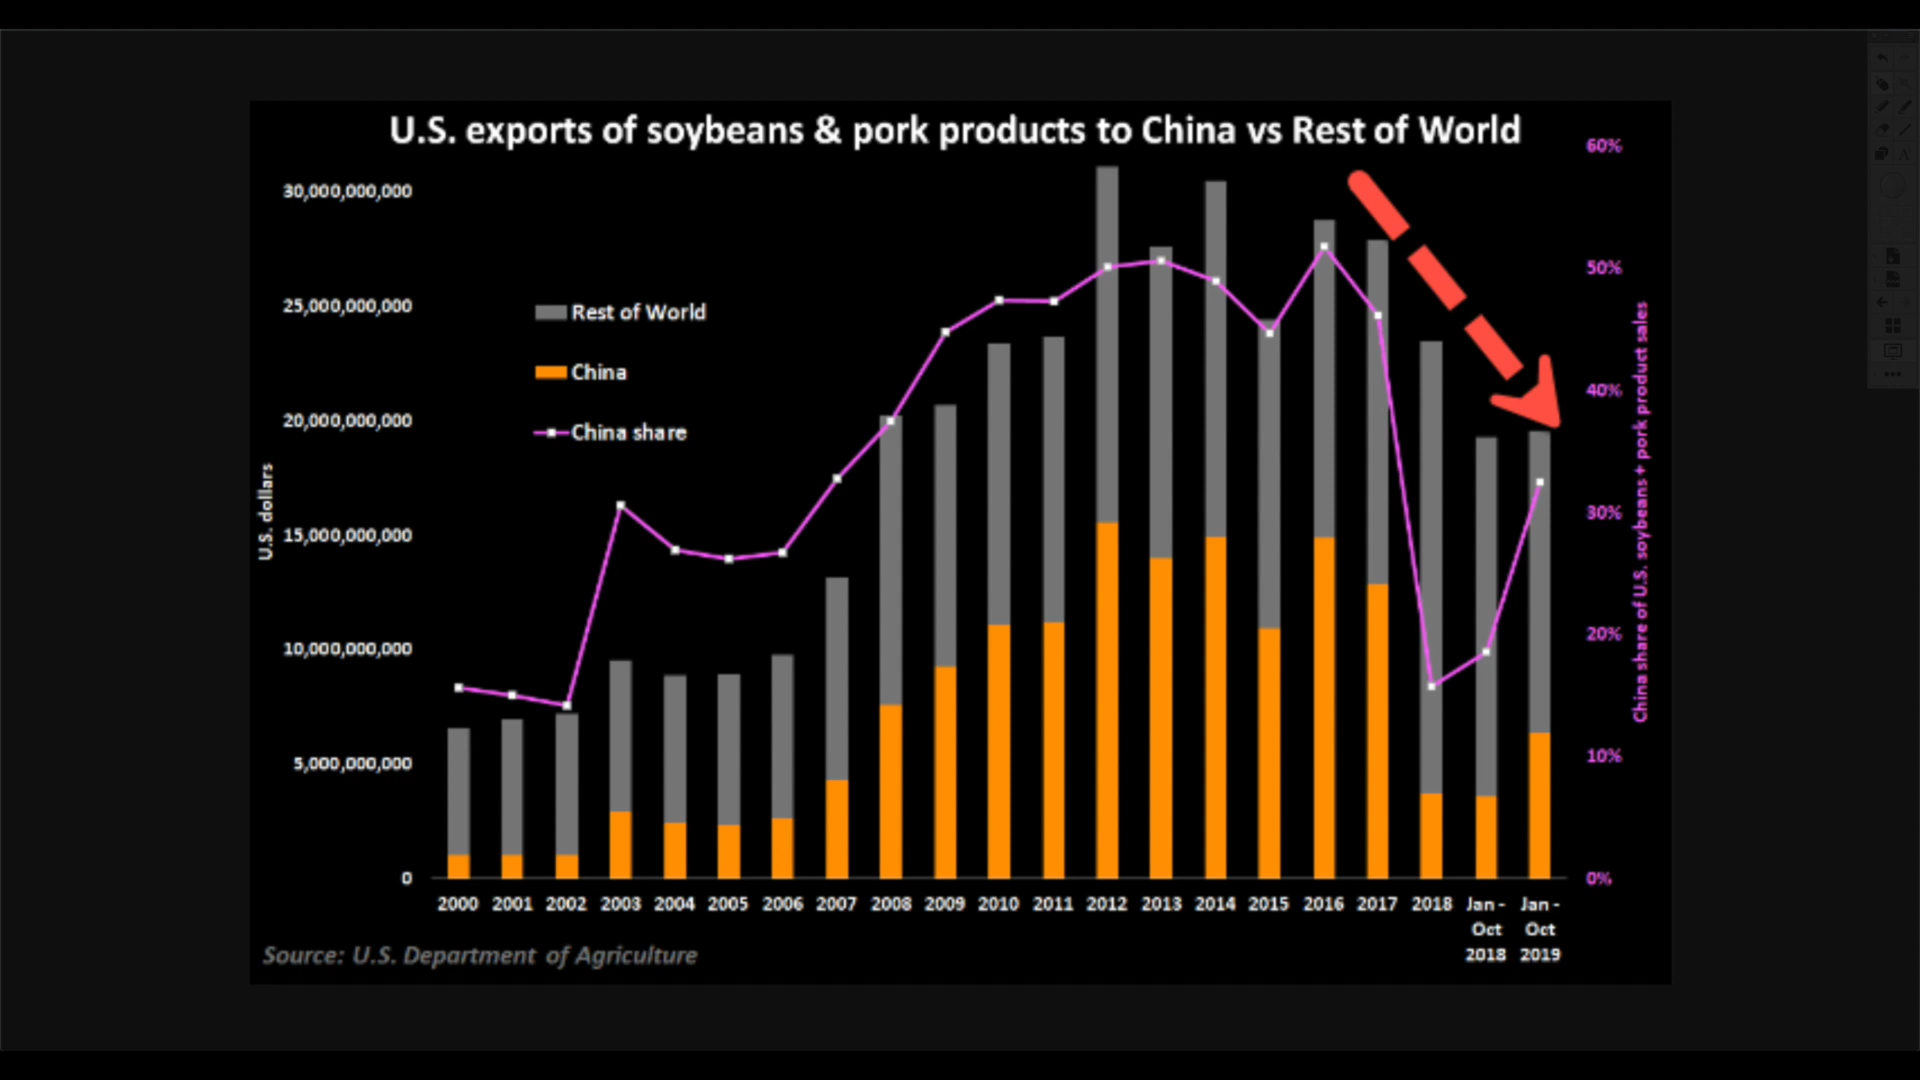 U.S. exports of soybeans & pork products to China vs Rest of World
60%
50%
40%
30%
20%
10%
0%
China share of U.S. soybeans + pork product sales
30,000,000,000
25,000,000,000
20,000,000,000
15,000,000,000
10,000,000,000
5,000,000,000
0
U.S. dollars
Rest of World
China
China share
2000 2001 2002 2003 2004 2005 2006 2007 2008 2009 2010 2011 2012 2013 2014 2015 2016 2017 2018 Jan - Jan -
Oct Oct
2018 2019
Source: U.S. Department of Agriculture